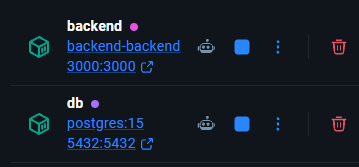 backend
backend-backend
3000:3000
db
postgres:15
5432:5432